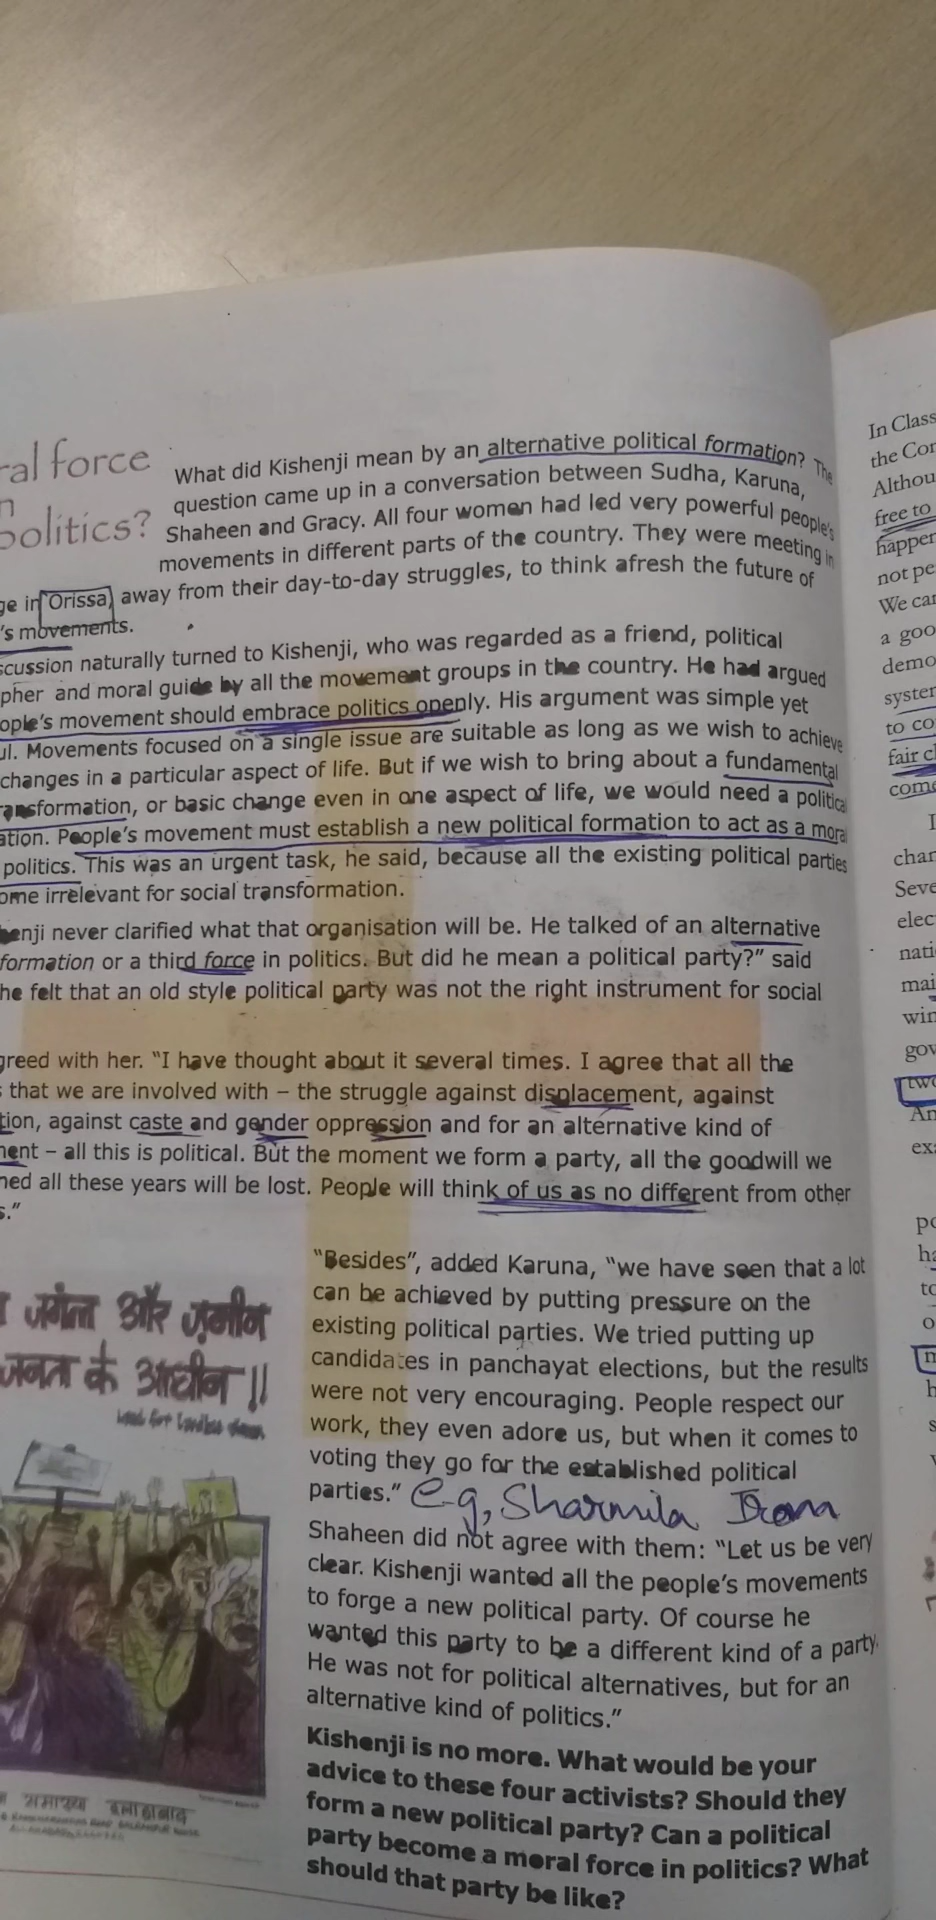 ral force
n
politics?
What did Kishenji mean by an alternative political formation? The
question came up in a conversation between Sudha, Karuna,
Shaheen and Gracy. All four women had led very powerful people's
movements in different parts of the country. They were meeting in
ge in Orissa, away from their day-to-day struggles, to think afresh the future of
's movements.
scussion naturally turned to Kishenji, who was regarded as a friend, political
pher and moral guide by all the movement groups in the country. He had argued
ople's movement should embrace politics openly. His argument was simple yet
ul. Movements focused on a single issue are suitable as long as we wish to achieve
changes in a particular aspect of life. But if we wish to bring about a fundamental
ansformation, or basic change even in one aspect of life, we would need a political
ation. People's movement must establish a new political formation to act as a moral
politics. This was an urgent task, he said, because all the existing political parties
ome irrelevant for social transformation.
henji never clarified what that organisation will be. He talked of an alternative
formation or a third force in politics. But did he mean a political party?" said
he felt that an old style political party was not the right instrument for social
greed with her. "I have thought about it several times. I agree that all the
s that we are involved with – the struggle against displacement, against
tion, against caste and gender oppression and for an alternative kind of
ment – all this is political. But the moment we form a party, all the goodwill we
ned all these years will be lost. People will think of us as no different from other
s."
"Besides", added Karuna, "we have seen that a lot
can be achieved by putting pressure on the
existing political parties. We tried putting up
candidates in panchayat elections, but the results
were not very encouraging. People respect our
work, they even adore us, but when it comes to
voting they go for the established political
parties." e.g, Sharmila Irom
Shaheen did not agree with them: "Let us be very
clear. Kishenji wanted all the people's movements
to forge a new political party. Of course he
wanted this party to be a different kind of a party.
He was not for political alternatives, but for an
alternative kind of politics."
Kishenji is no more. What would be your
advice to these four activists? Should they
form a new political party? Can a political
party become a moral force in politics? What
should that party be like?
जंगल और ज़मीन
जनता के आधीन !!
In Class
the Con
Althou
free to
happen
not pe
We can
a goo
demo
system
to co
fair c
come
I
chan
Seve
elec
nati
mai
win
gov
two
An
exa
po
ha
to
o
m
h
s